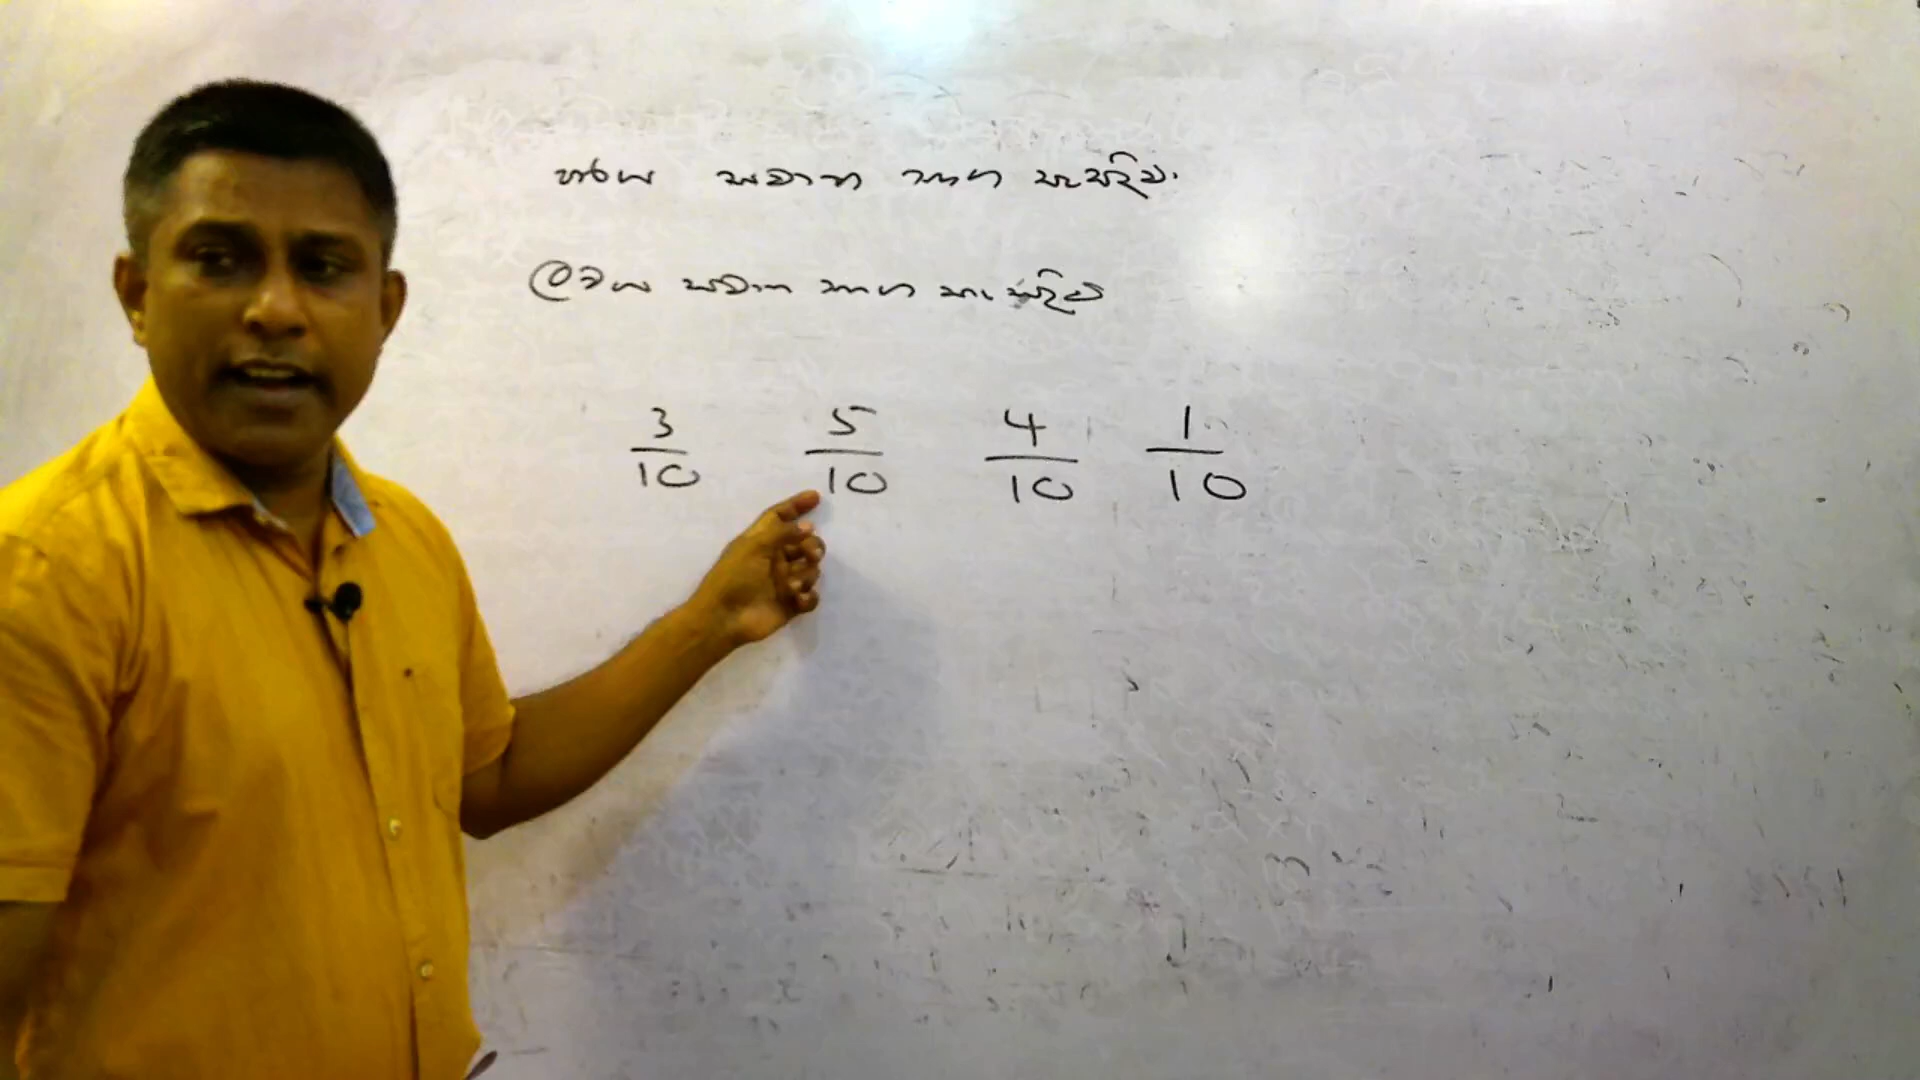 හරය සමාන භාග සැසඳීම.
ලවය සමාන භාග සැසඳීම
3/10 5/10 4/10 1/10